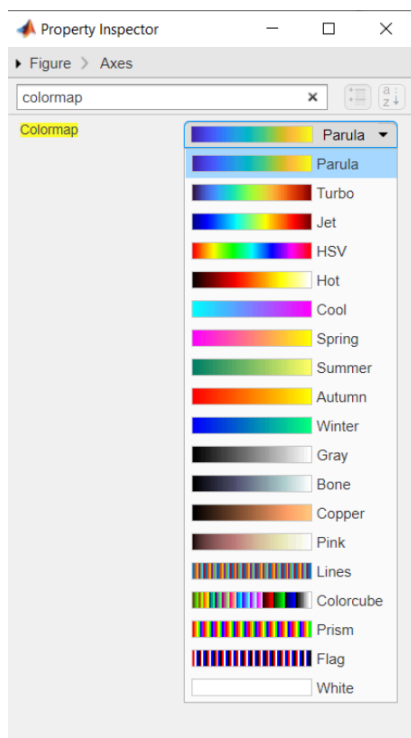 Property Inspector
Figure > Axes
colormap
Colormap
Parula
Parula
Turbo
Jet
HSV
Hot
Cool
Spring
Summer
Autumn
Winter
Gray
Bone
Copper
Pink
Lines
Colorcube
Prism
Flag
White